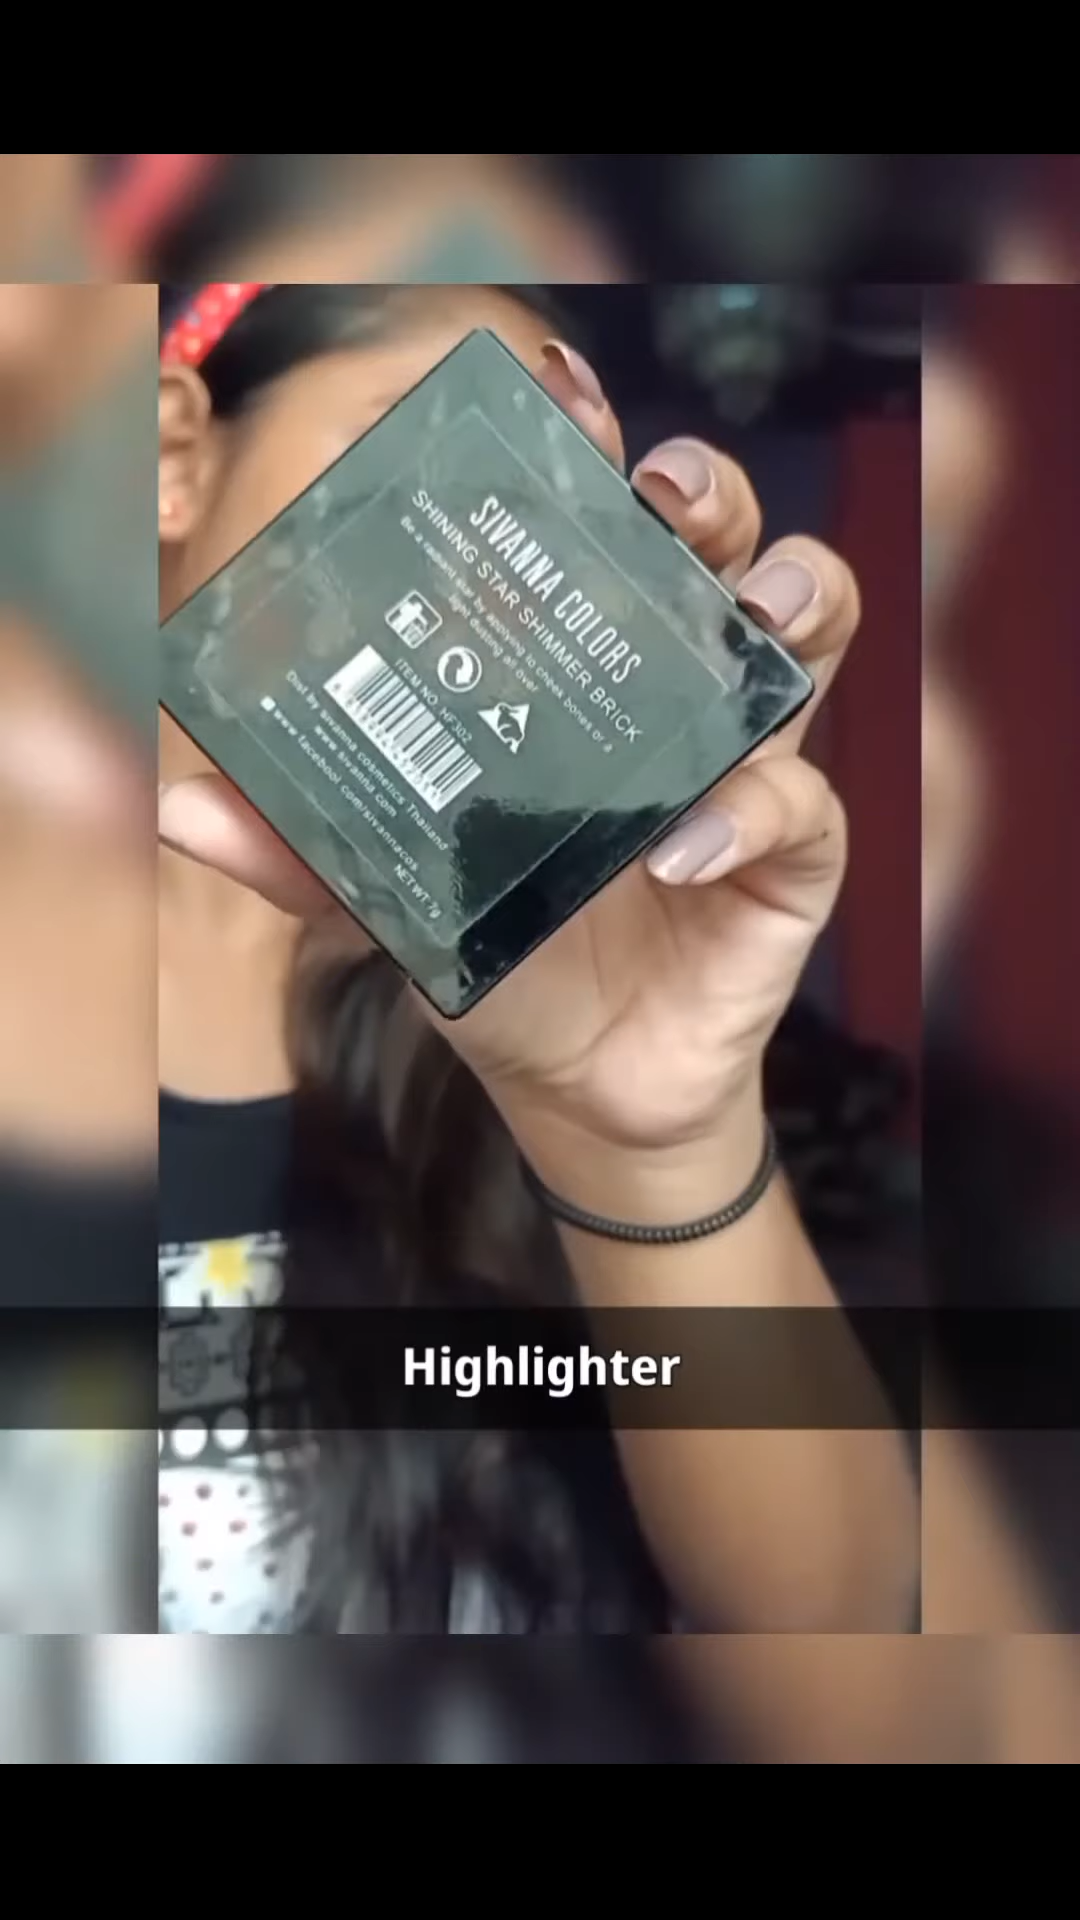 SIVANNA COLORS
SHINING STAR SHIMMER BRICK
Be a radiant star by applying to cheek bones or a
light dusting all over
ITEM NO. HF302
Dist by sivanna cosmetics Thailand
www.sivanna.com
www.facebool com/sivannacos
NET WT. 7g
Highlighter